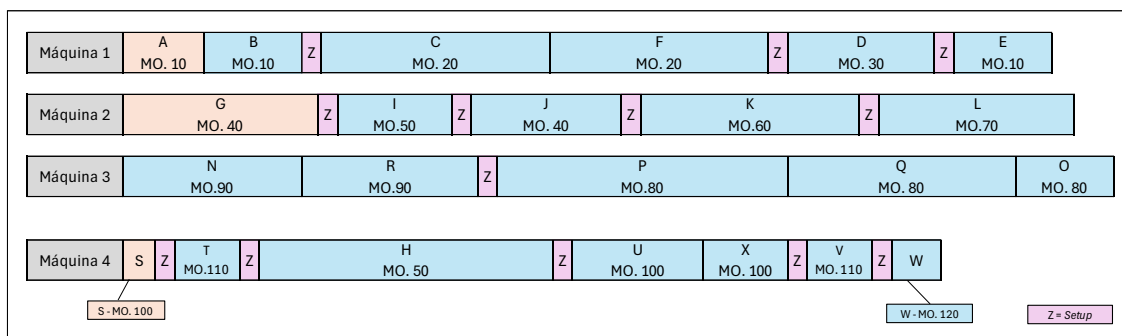 Máquina 1
A
MO. 10
B
MO.10
Z
C
MO. 20
F
MO. 20
Z
D
MO. 30
Z
E
MO.10
Máquina 2
G
MO. 40
Z
I
MO.50
Z
J
MO. 40
Z
K
MO.60
Z
L
MO.70
Máquina 3
N
MO.90
R
MO.90
Z
P
MO.80
Q
MO. 80
O
MO. 80
Máquina 4
S
Z
T
MO.110
Z
H
MO. 50
Z
U
MO. 100
X
MO. 100
Z
V
MO.110
Z
W
S - MO. 100
W - MO. 120
Z = Setup